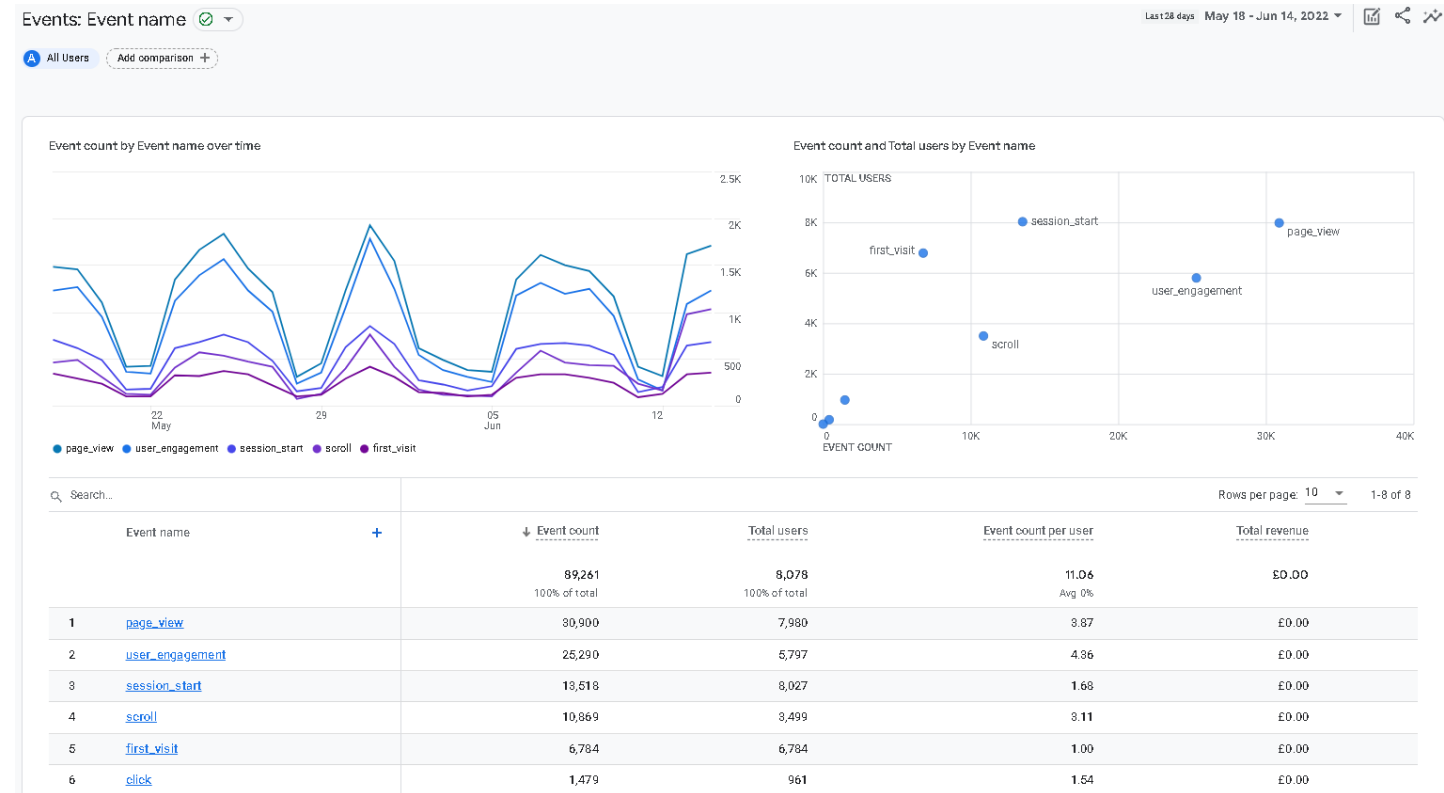 Events: Event name
Last 28 days May 18 - Jun 14, 2022
A All Users Add comparison +
Event count by Event name over time
2.5K
2K
1.5K
1K
500
0
22 May
29
05 Jun
12
page_view user_engagement session_start scroll first_visit
Event count and Total users by Event name
TOTAL USERS
10K
8K
6K
4K
2K
0
session_start
page_view
first_visit
user_engagement
scroll
0 10K 20K 30K 40K
EVENT COUNT
Search...
Rows per page: 10 1-8 of 8
Event name + Event count Total users Event count per user Total revenue
89,261 8,078 11.06 £0.00
100% of total 100% of total Avg 0%
1 page_view 30,900 7,980 3.87 £0.00
2 user_engagement 25,290 5,797 4.36 £0.00
3 session_start 13,518 8,027 1.68 £0.00
4 scroll 10,869 3,499 3.11 £0.00
5 first_visit 6,784 6,784 1.00 £0.00
6 click 1,479 961 1.54 £0.00